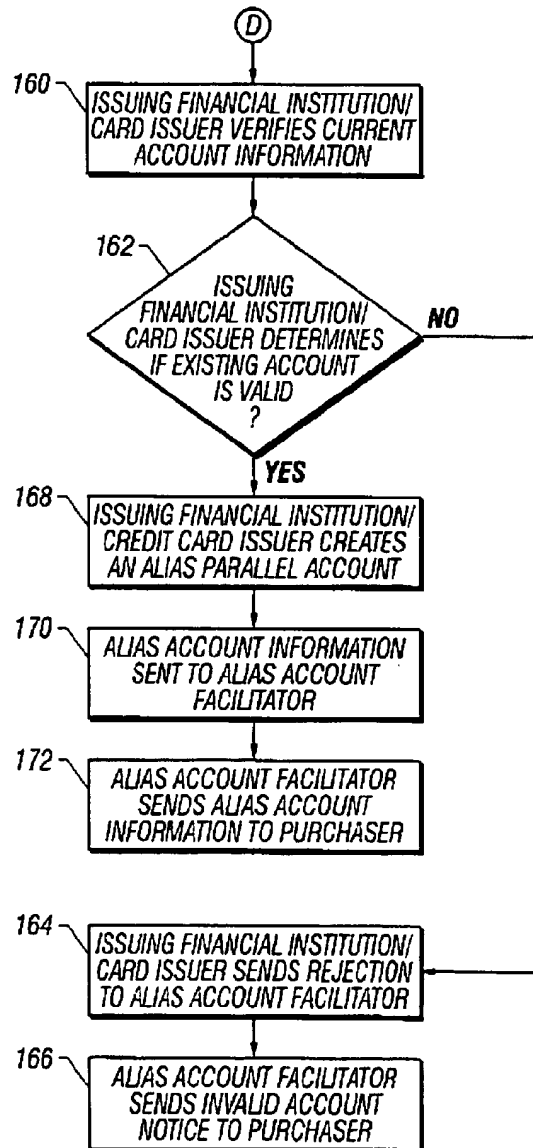 D
160
ISSUING FINANCIAL INSTITUTION/
CARD ISSUER VERIFIES CURRENT
ACCOUNT INFORMATION
162
ISSUING
FINANCIAL INSTITUTION/
CARD ISSUER DETERMINES
IF EXISTING ACCOUNT
IS VALID
?
NO
YES
168
ISSUING FINANCIAL INSTITUTION/
CREDIT CARD ISSUER CREATES
AN ALIAS PARALLEL ACCOUNT
170
ALIAS ACCOUNT INFORMATION
SENT TO ALIAS ACCOUNT
FACILITATOR
172
ALIAS ACCOUNT FACILITATOR
SENDS ALIAS ACCOUNT
INFORMATION TO PURCHASER
164
ISSUING FINANCIAL INSTITUTION/
CARD ISSUER SENDS REJECTION
TO ALIAS ACCOUNT FACILITATOR
166
ALIAS ACCOUNT FACILITATOR
SENDS INVALID ACCOUNT
NOTICE TO PURCHASER